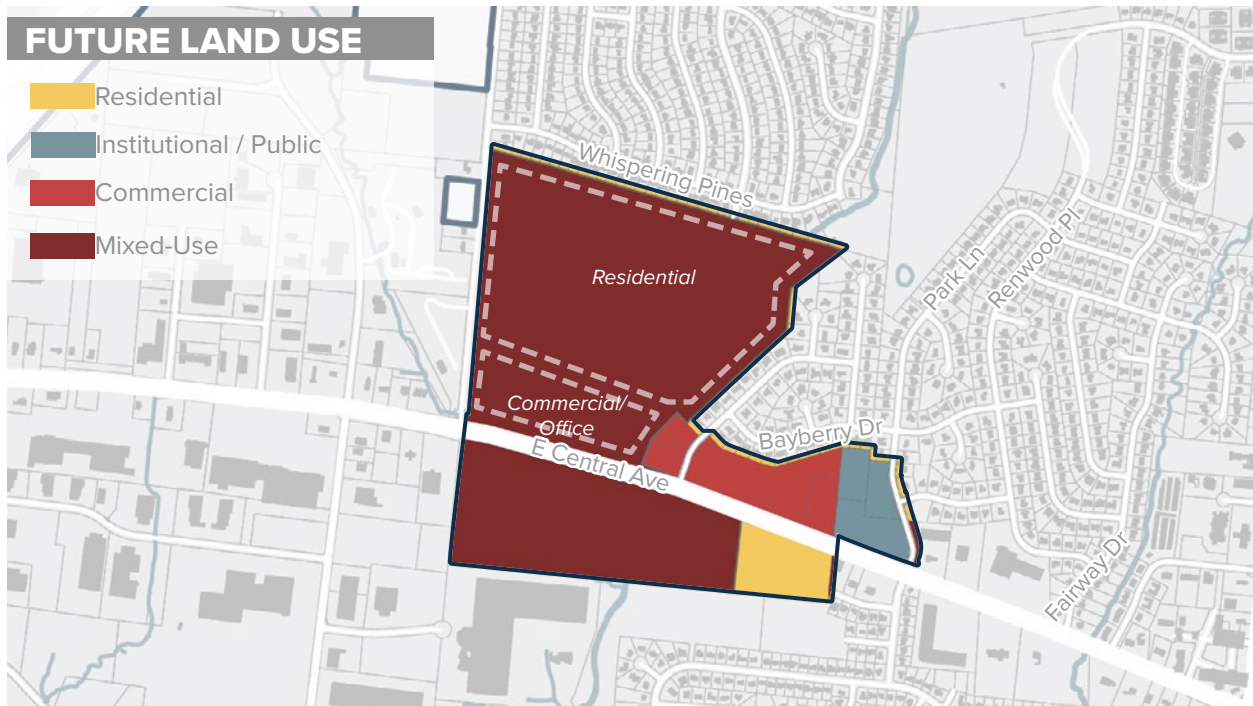 FUTURE LAND USE
Residential
Institutional / Public
Commercial
Mixed-Use
Whispering Pines
Residential
Park Ln
Renwood Pl
Commercial/
Office
E Central Ave
Bayberry Dr
Fairway Dr